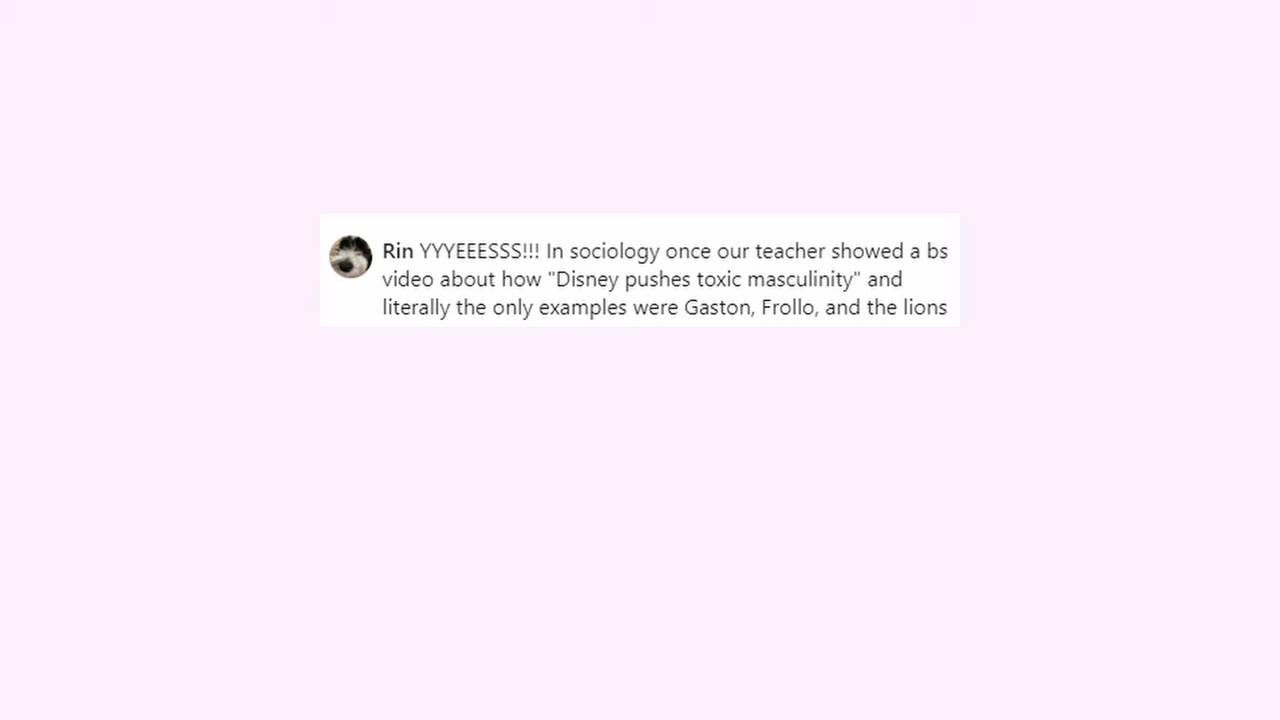 Rin YYYEEESSS!!! In sociology once our teacher showed a bs
video about how "Disney pushes toxic masculinity" and
literally the only examples were Gaston, Frollo, and the lions